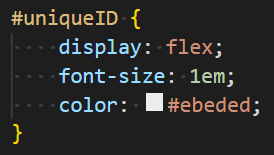 #uniqueID {
    display: flex;
    font-size: 1em;
    color: #ebeded;
}